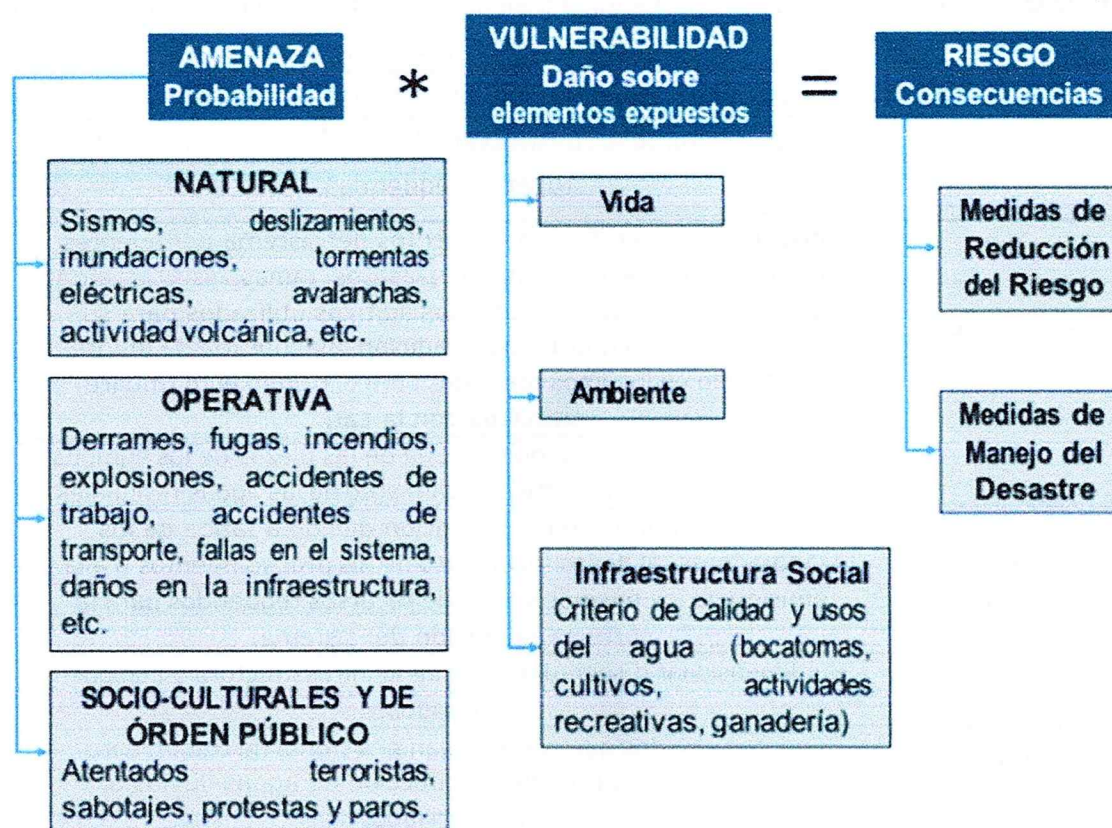 AMENAZA
Probabilidad
*
VULNERABILIDAD
Daño sobre
elementos expuestos
=
RIESGO
Consecuencias
NATURAL
Sismos, deslizamientos,
inundaciones, tormentas
eléctricas, avalanchas,
actividad volcánica, etc.
OPERATIVA
Derrames, fugas, incendios,
explosiones, accidentes de
trabajo, accidentes de
transporte, fallas en el sistema,
daños en la infraestructura,
etc.
SOCIO-CULTURALES Y DE
ÓRDEN PÚBLICO
Atentados terroristas,
sabotajes, protestas y paros.
Vida
Ambiente
Infraestructura Social
Criterio de Calidad y usos
del agua (bocatomas,
cultivos, actividades
recreativas, ganadería)
Medidas de
Reducción
del Riesgo
Medidas de
Manejo del
Desastre